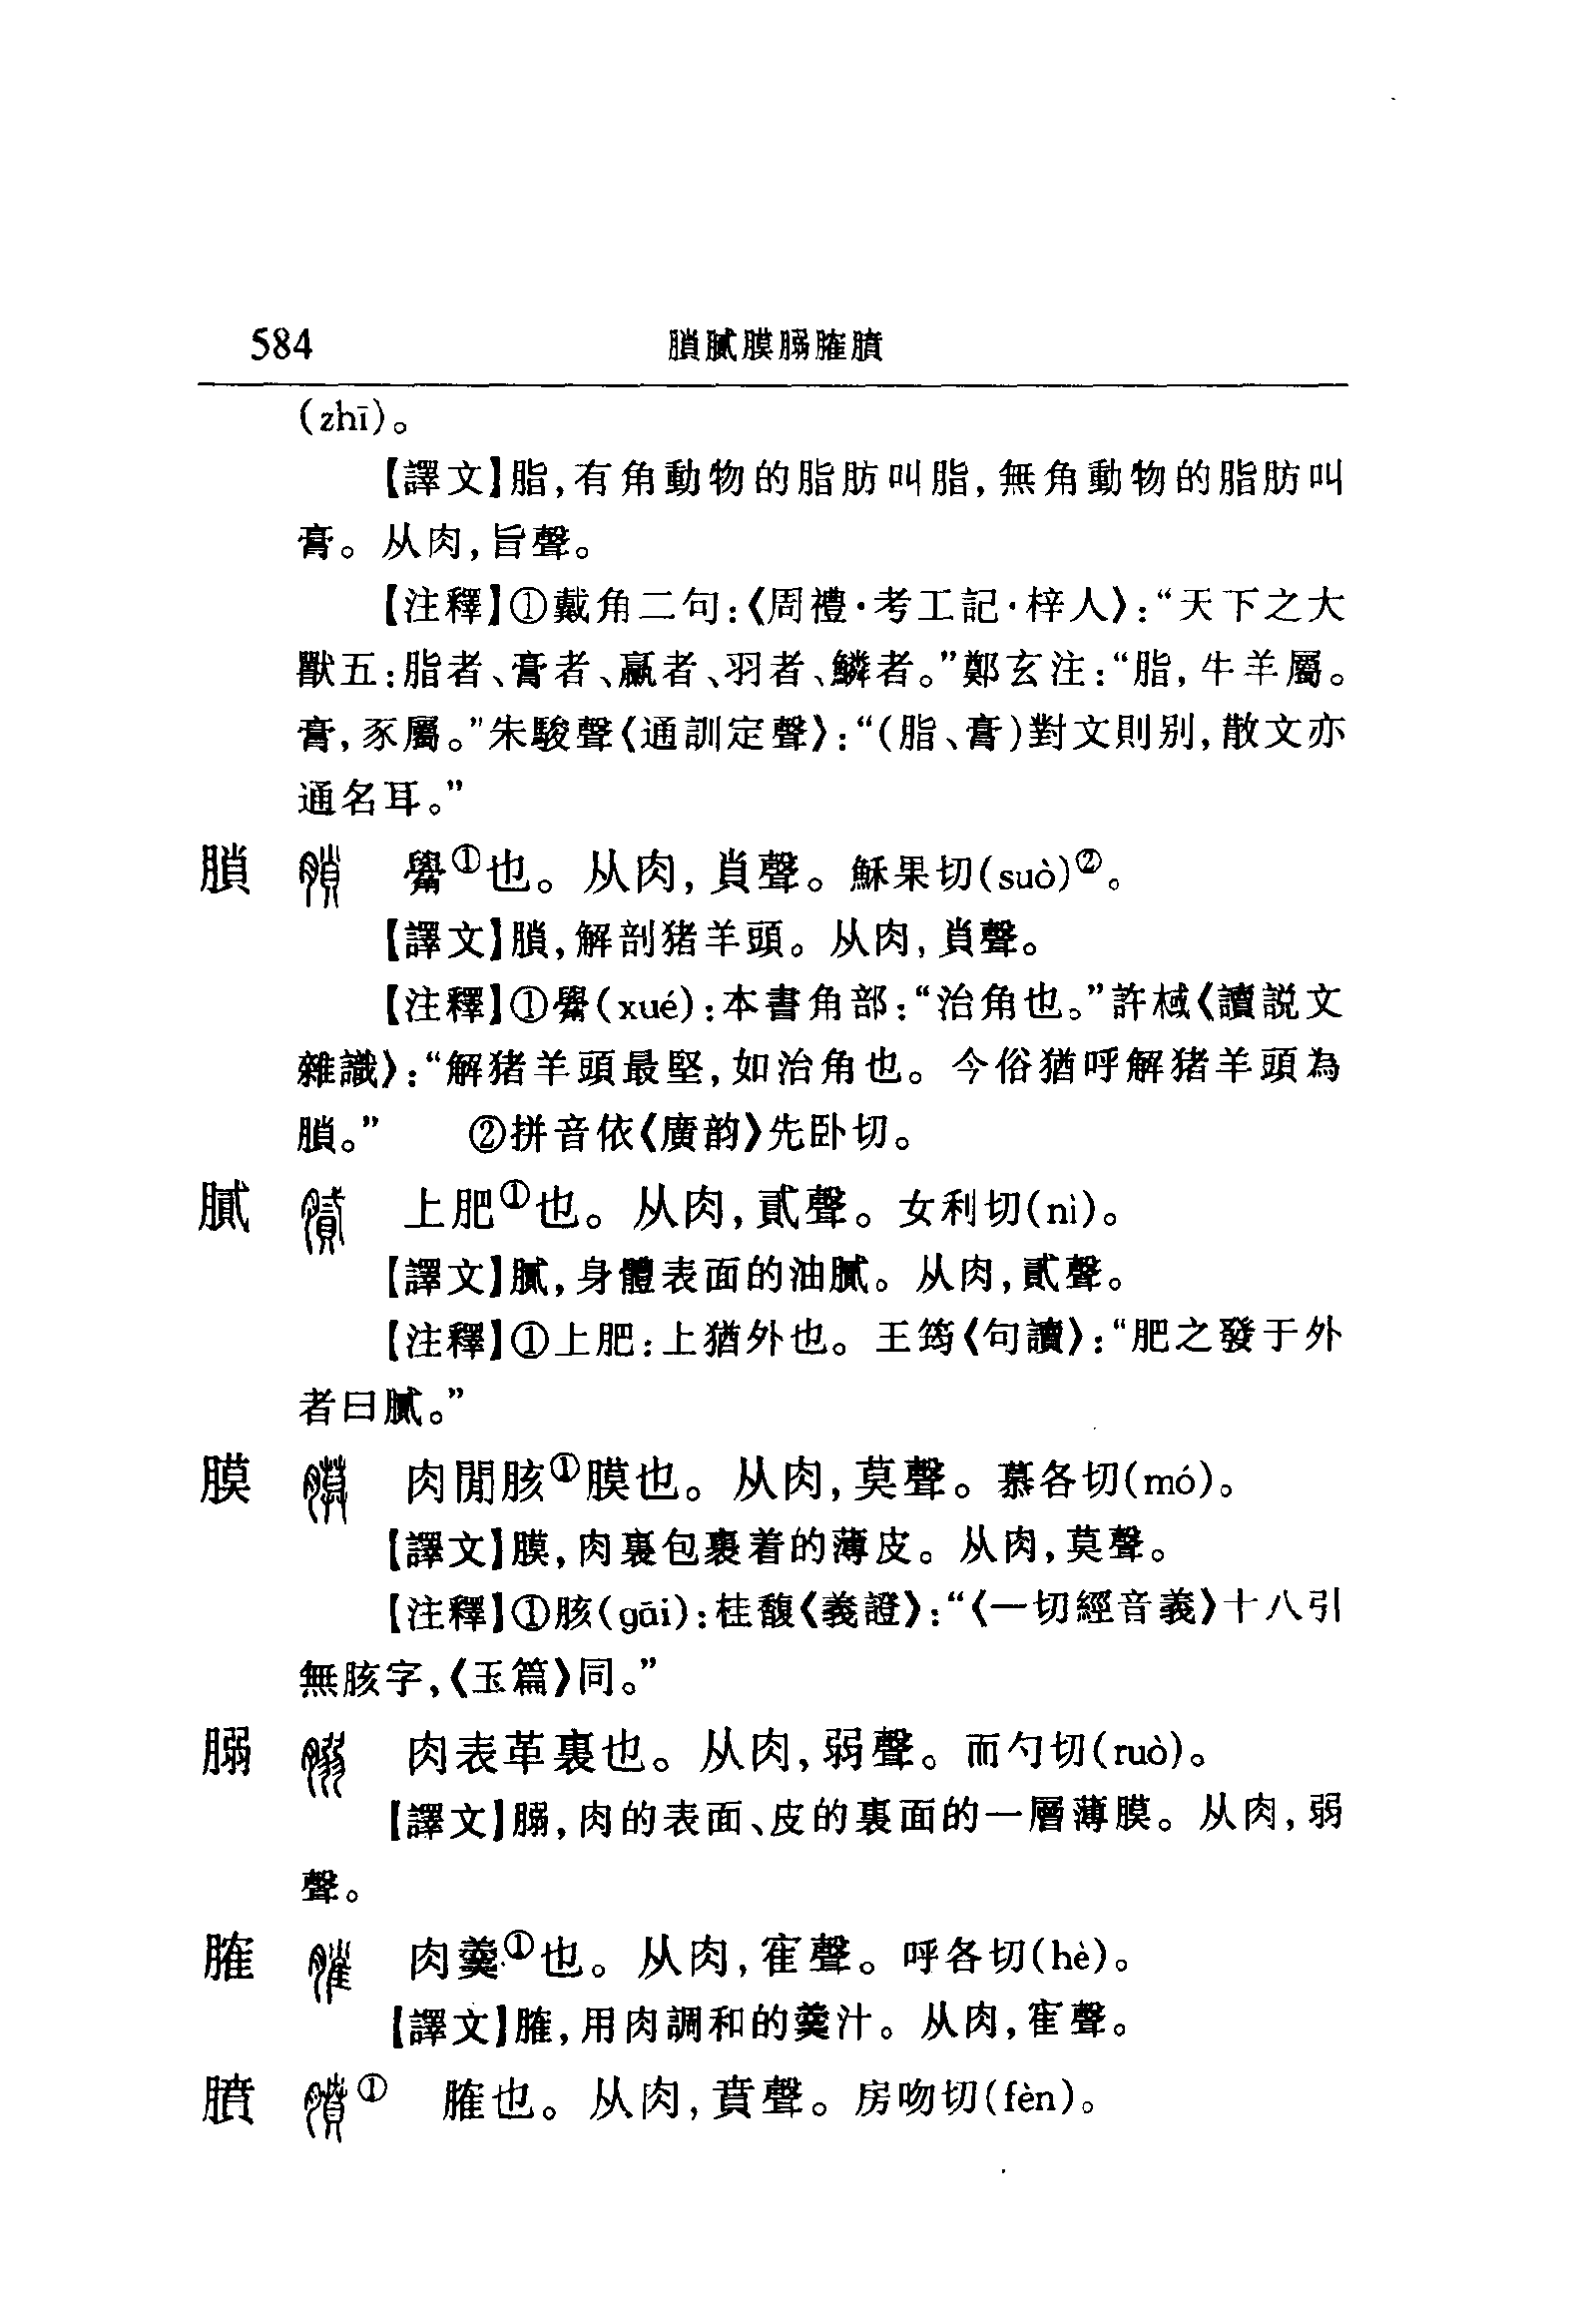 584
膹膩膜䐞臛膹
(zhī)。
【譯文】脂,有角動物的脂肪叫脂,無角動物的脂肪叫
膏。从肉,旨聲。
【注釋】①戴角二句:《周禮·考工記·梓人》:“天下之大
獸五:脂者、膏者、臝者、羽者、鱗者。”鄭玄注:“脂,牛羊屬。
膏,豕屬。”朱駿聲《通訓定聲》:“(脂、膏)對文則别,散文亦
通名耳。”
䐝 觷①也。从肉,𧴪聲。穌果切(suò)②。
【譯文】䐝,解剖猪羊頭。从肉,𧴪聲。
【注釋】①觷(xué):本書角部:“治角也。”許棫《讀説文
雜識》:“解猪羊頭最堅,如治角也。今俗猶呼解猪羊頭為
䐝。” ②拼音依《廣韵》先卧切。
膩 上肥①也。从肉,貳聲。女利切(nì)。
【譯文】膩,身體表面的油膩。从肉,貳聲。
【注釋】①上肥:上猶外也。王筠《句讀》:“肥之發于外
者曰膩。”
膜 肉閒胲①膜也。从肉,莫聲。慕各切(mó)。
【譯文】膜,肉裏包裹着的薄皮。从肉,莫聲。
【注釋】①胲(gāi):桂馥《義證》:“《一切經音義》十八引
無胲字,《玉篇》同。”
䐞 肉表革裏也。从肉,弱聲。而勺切(ruò)。
【譯文】䐞,肉的表面、皮的裏面的一層薄膜。从肉,弱
聲。
臛 肉羹①也。从肉,隺聲。呼各切(hè)。
【譯文】臛,用肉調和的羹汁。从肉,隺聲。
膹 ① 臛也。从肉,賁聲。房吻切(fèn)。